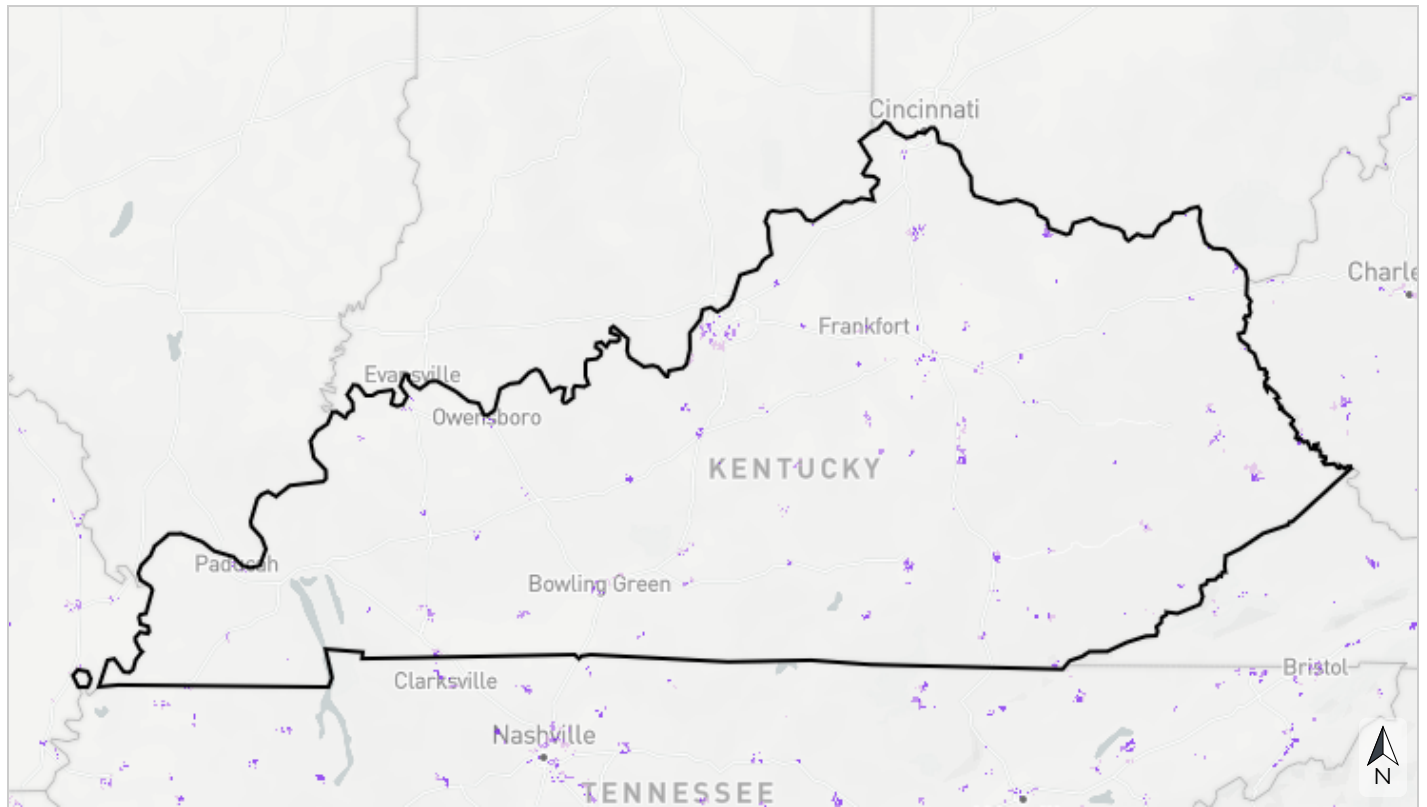 Cincinnati
Charle
Frankfort
Evansville
Owensboro
KENTUCKY
Paducah
Bowling Green
Bristol
Clarksville
Nashville
TENNESSEE
N